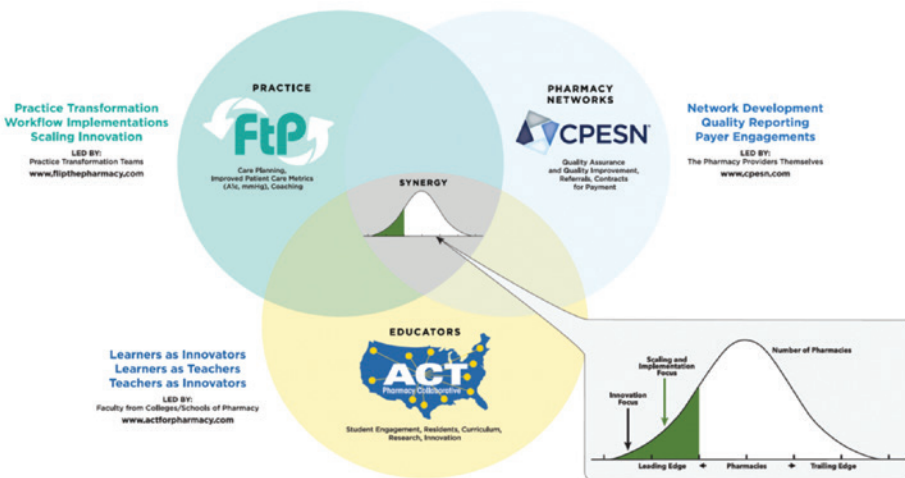 PRACTICE
FtP
Care Planning,
Improved Patient Care Metrics
(A1c, mmHg), Coaching
PHARMACY
NETWORKS
CPESN
Quality Assurance
and Quality Improvement,
Referrals, Contracts
for Payment
Practice Transformation
Workflow Implementations
Scaling Innovation
LED BY:
Practice Transformation Teams
www.flipthepharmacy.com
Network Development
Quality Reporting
Payer Engagements
LED BY:
The Pharmacy Providers Themselves
www.cpesn.com
SYNERGY
EDUCATORS
ACT
Pharmacy Collaborative
Student Engagement, Residents, Curriculum,
Research, Innovation
Learners as Innovators
Learners as Teachers
Teachers as Innovators
LED BY:
Faculty from Colleges/Schools of Pharmacy
www.actforpharmacy.com
Number of Pharmacies
Scaling and
Implementation
Focus
Innovation
Focus
Leading Edge
Pharmacies
Trailing Edge